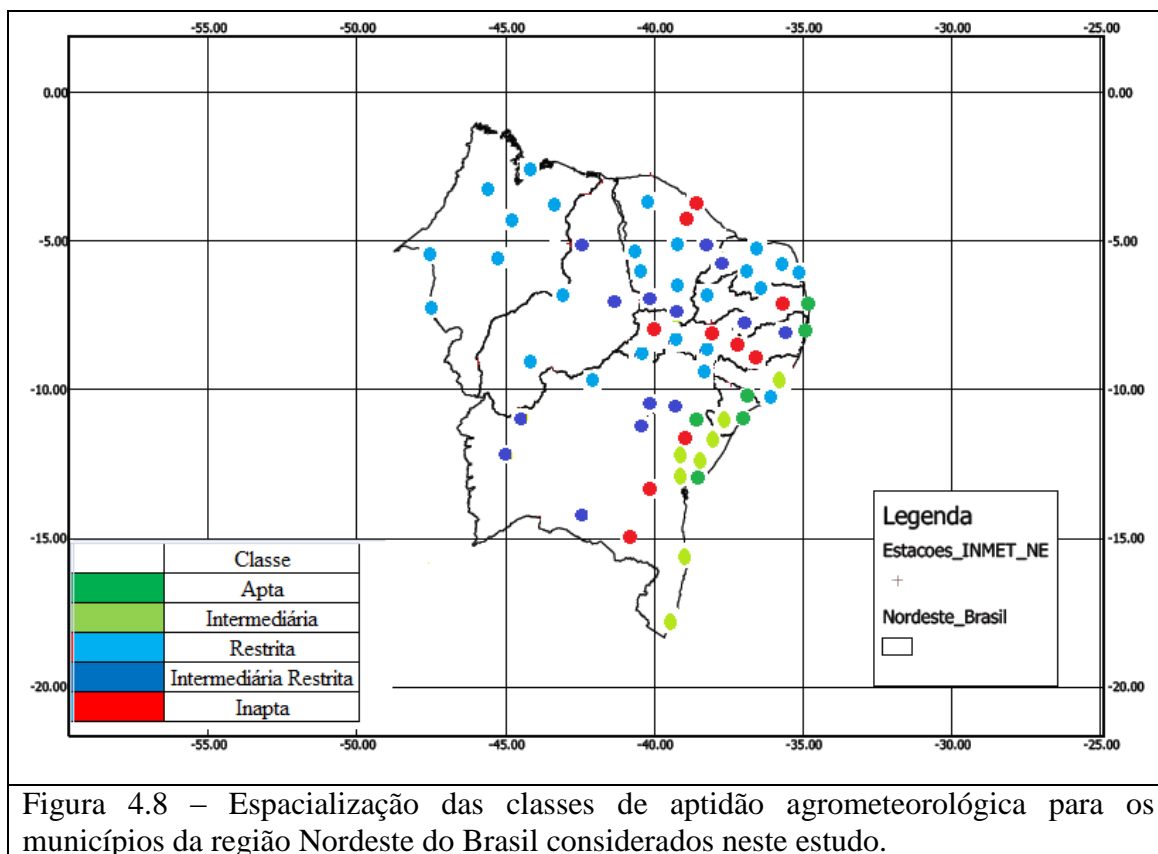 -55.00 -50.00 -45.00 -40.00 -35.00 -30.00 -25.00
0.00 0.00
-5.00 -5.00
-10.00 -10.00
-15.00 -15.00
-20.00 -20.00
Legenda
Estacoes_INMET_NE
Nordeste_Brasil
Classe
Apta
Intermediária
Restrita
Intermediária Restrita
Inapta
-55.00 -50.00 -45.00 -40.00 -35.00 -30.00 -25.00
Figura 4.8 – Espacialização das classes de aptidão agrometeorológica para os
municípios da região Nordeste do Brasil considerados neste estudo.